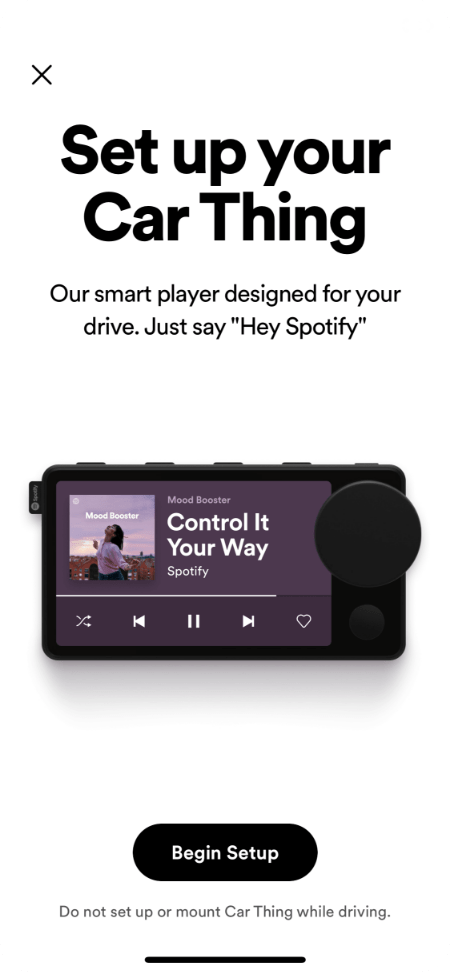 Set up your
Car Thing
Our smart player designed for your
drive. Just say "Hey Spotify"
Spotify
Mood Booster
Mood Booster
Control It
Your Way
Spotify
Begin Setup
Do not set up or mount Car Thing while driving.